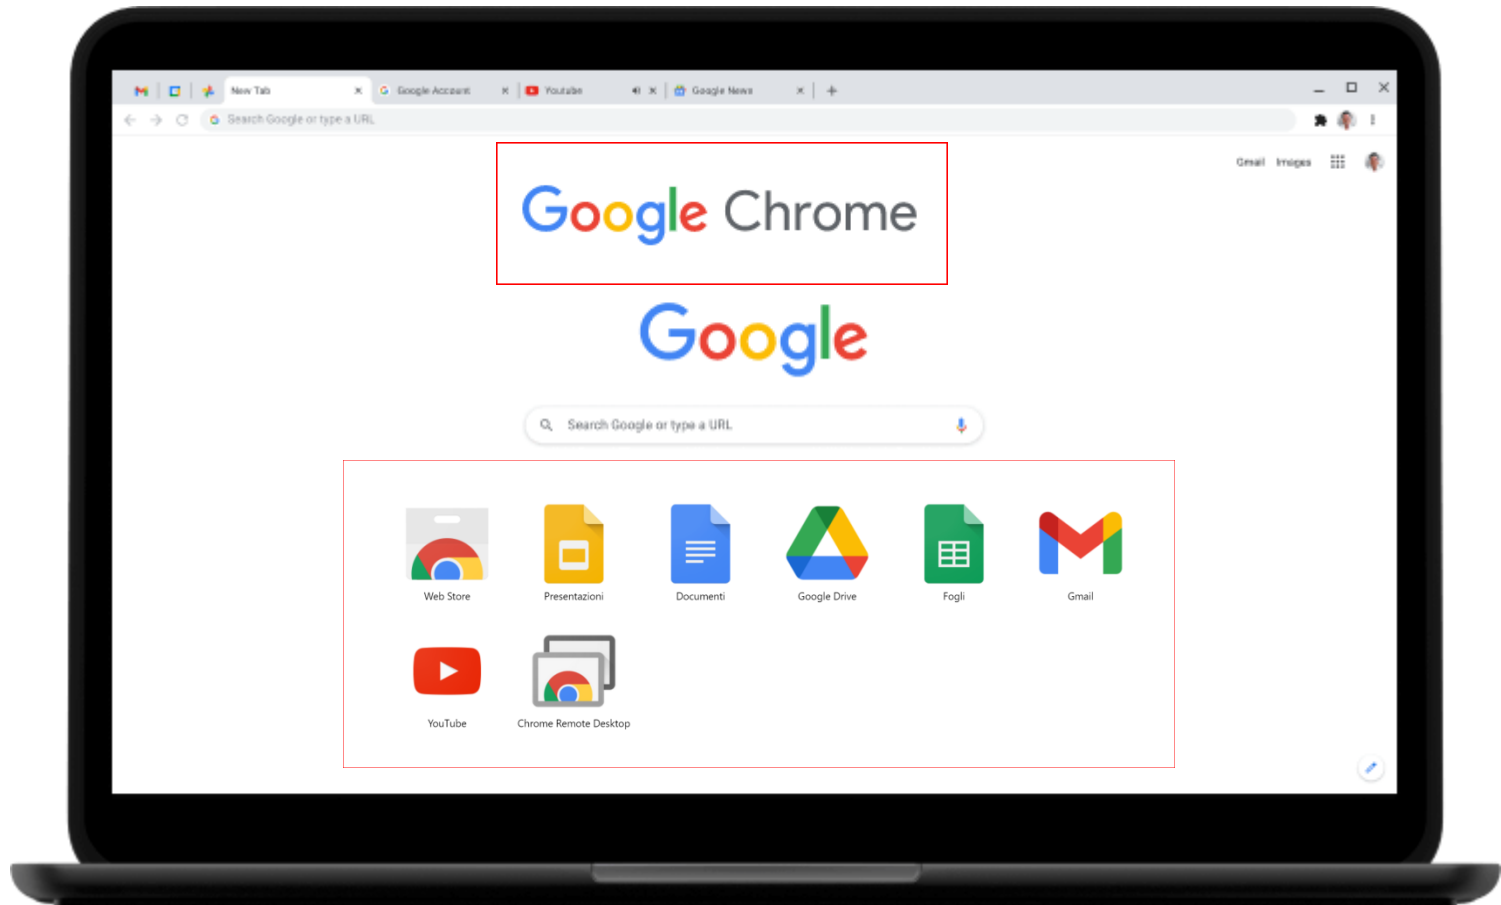 New Tab Google Account Youtube Google News
Search Google or type a URL
Gmail Images
Google Chrome
Google
Search Google or type a URL
Web Store Presentazioni Documenti Google Drive Fogli Gmail
YouTube Chrome Remote Desktop